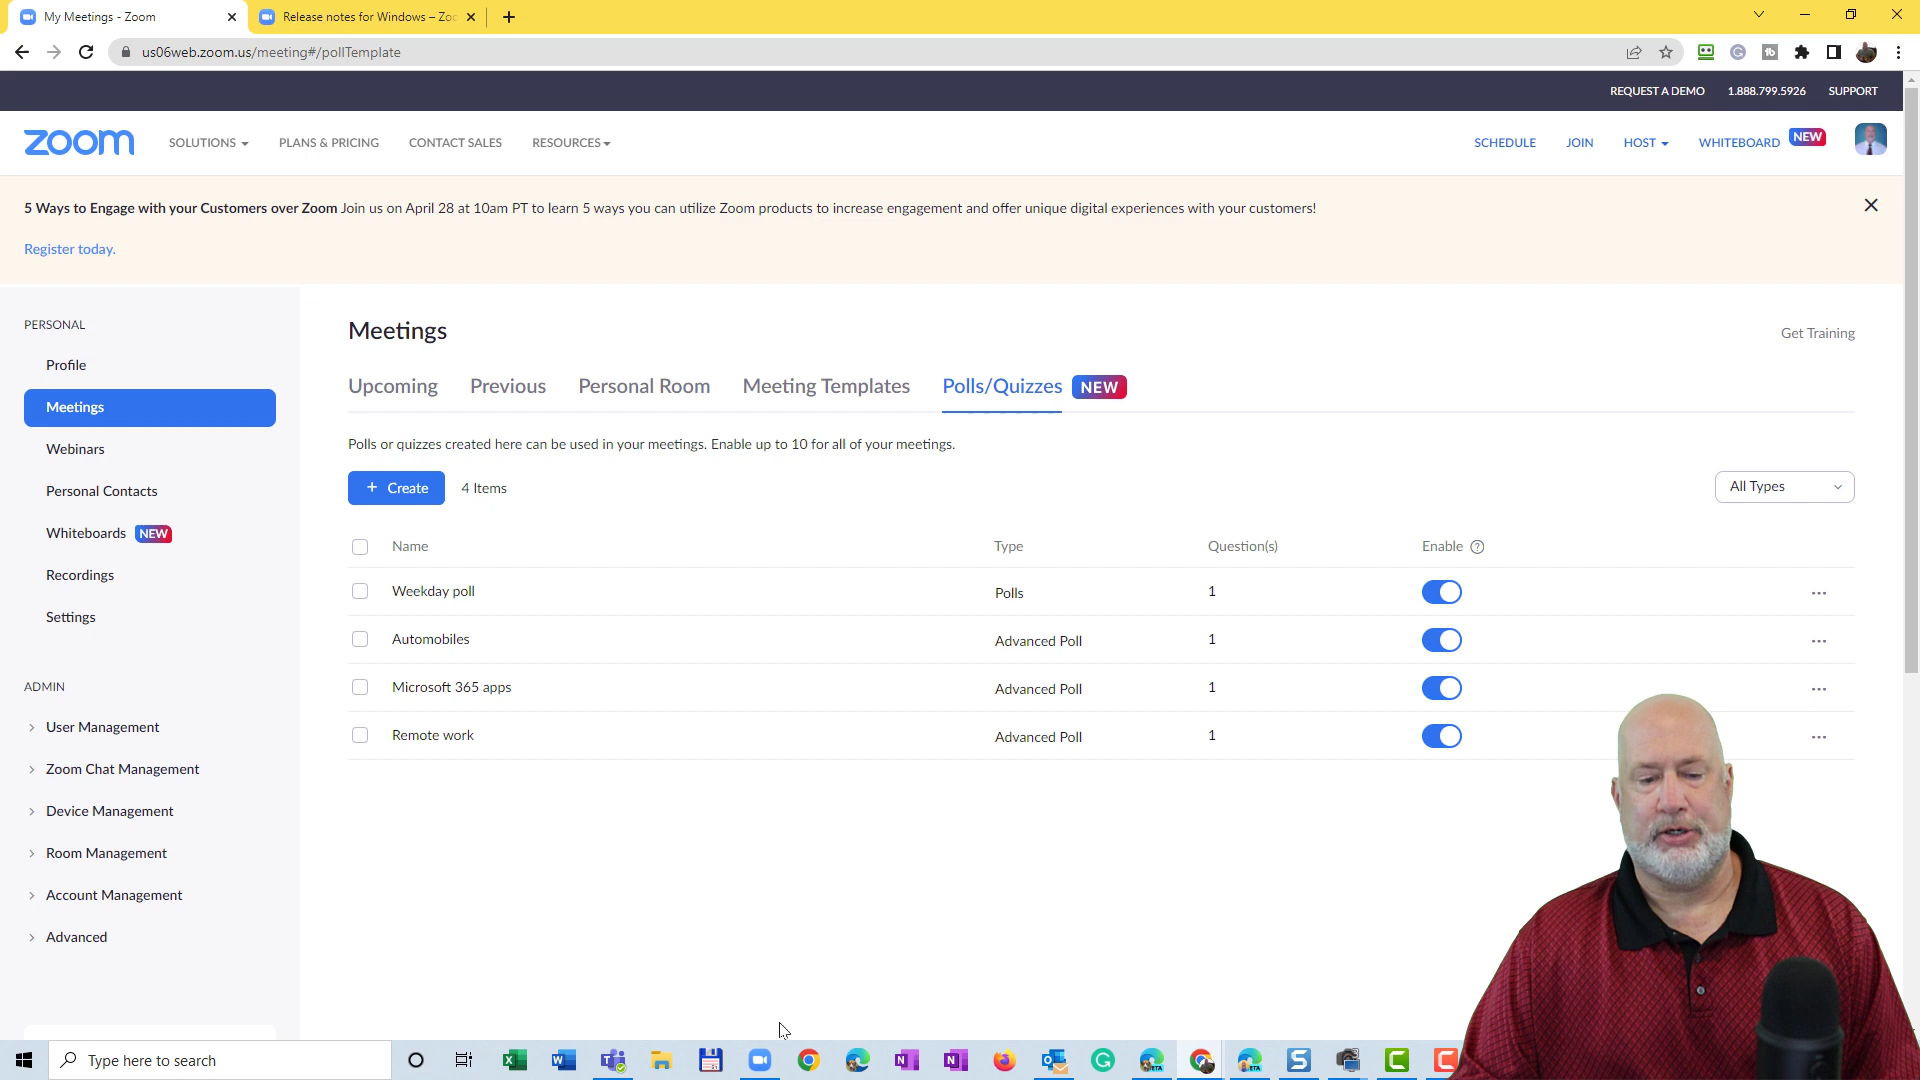 My Meetings - Zoom
Release notes for Windows – Zoo
us06web.zoom.us/meeting#/pollTemplate
REQUEST A DEMO 1.888.799.5926 SUPPORT
zoom SOLUTIONS PLANS & PRICING CONTACT SALES RESOURCES SCHEDULE JOIN HOST WHITEBOARD NEW
5 Ways to Engage with your Customers over Zoom Join us on April 28 at 10am PT to learn 5 ways you can utilize Zoom products to increase engagement and offer unique digital experiences with your customers!
Register today.
PERSONAL
Profile
Meetings
Webinars
Personal Contacts
Whiteboards NEW
Recordings
Settings
ADMIN
User Management
Zoom Chat Management
Device Management
Room Management
Account Management
Advanced
Meetings
Get Training
Upcoming Previous Personal Room Meeting Templates Polls/Quizzes NEW
Polls or quizzes created here can be used in your meetings. Enable up to 10 for all of your meetings.
+ Create 4 Items All Types
Name Type Question(s) Enable ?
Weekday poll Polls 1
Automobiles Advanced Poll 1
Microsoft 365 apps Advanced Poll 1
Remote work Advanced Poll 1
Type here to search